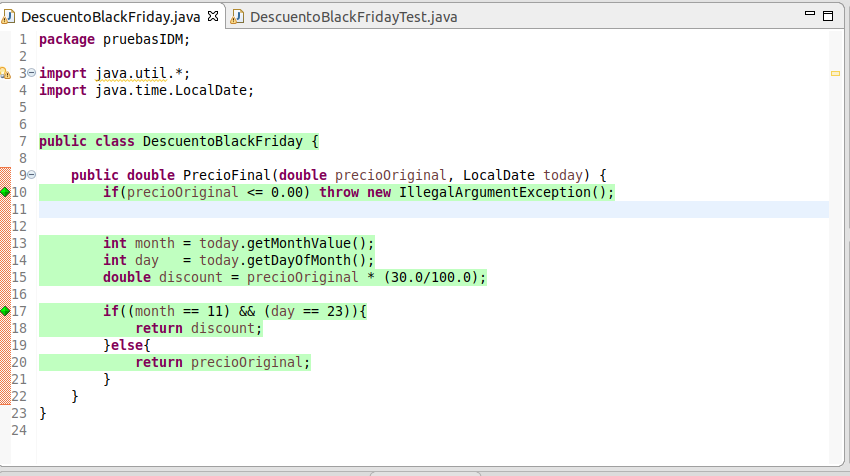 DescuentoBlackFriday.java DescuentoBlackFridayTest.java
1 package pruebasIDM;
2
3 import java.util.*;
4 import java.time.LocalDate;
5
6
7 public class DescuentoBlackFriday {
8
9     public double PrecioFinal(double precioOriginal, LocalDate today) {
10         if(precioOriginal <= 0.00) throw new IllegalArgumentException();
11
12
13         int month = today.getMonthValue();
14         int day   = today.getDayOfMonth();
15         double discount = precioOriginal * (30.0/100.0);
16
17         if((month == 11) && (day == 23)){
18             return discount;
19         }else{
20             return precioOriginal;
21         }
22     }
23 }
24